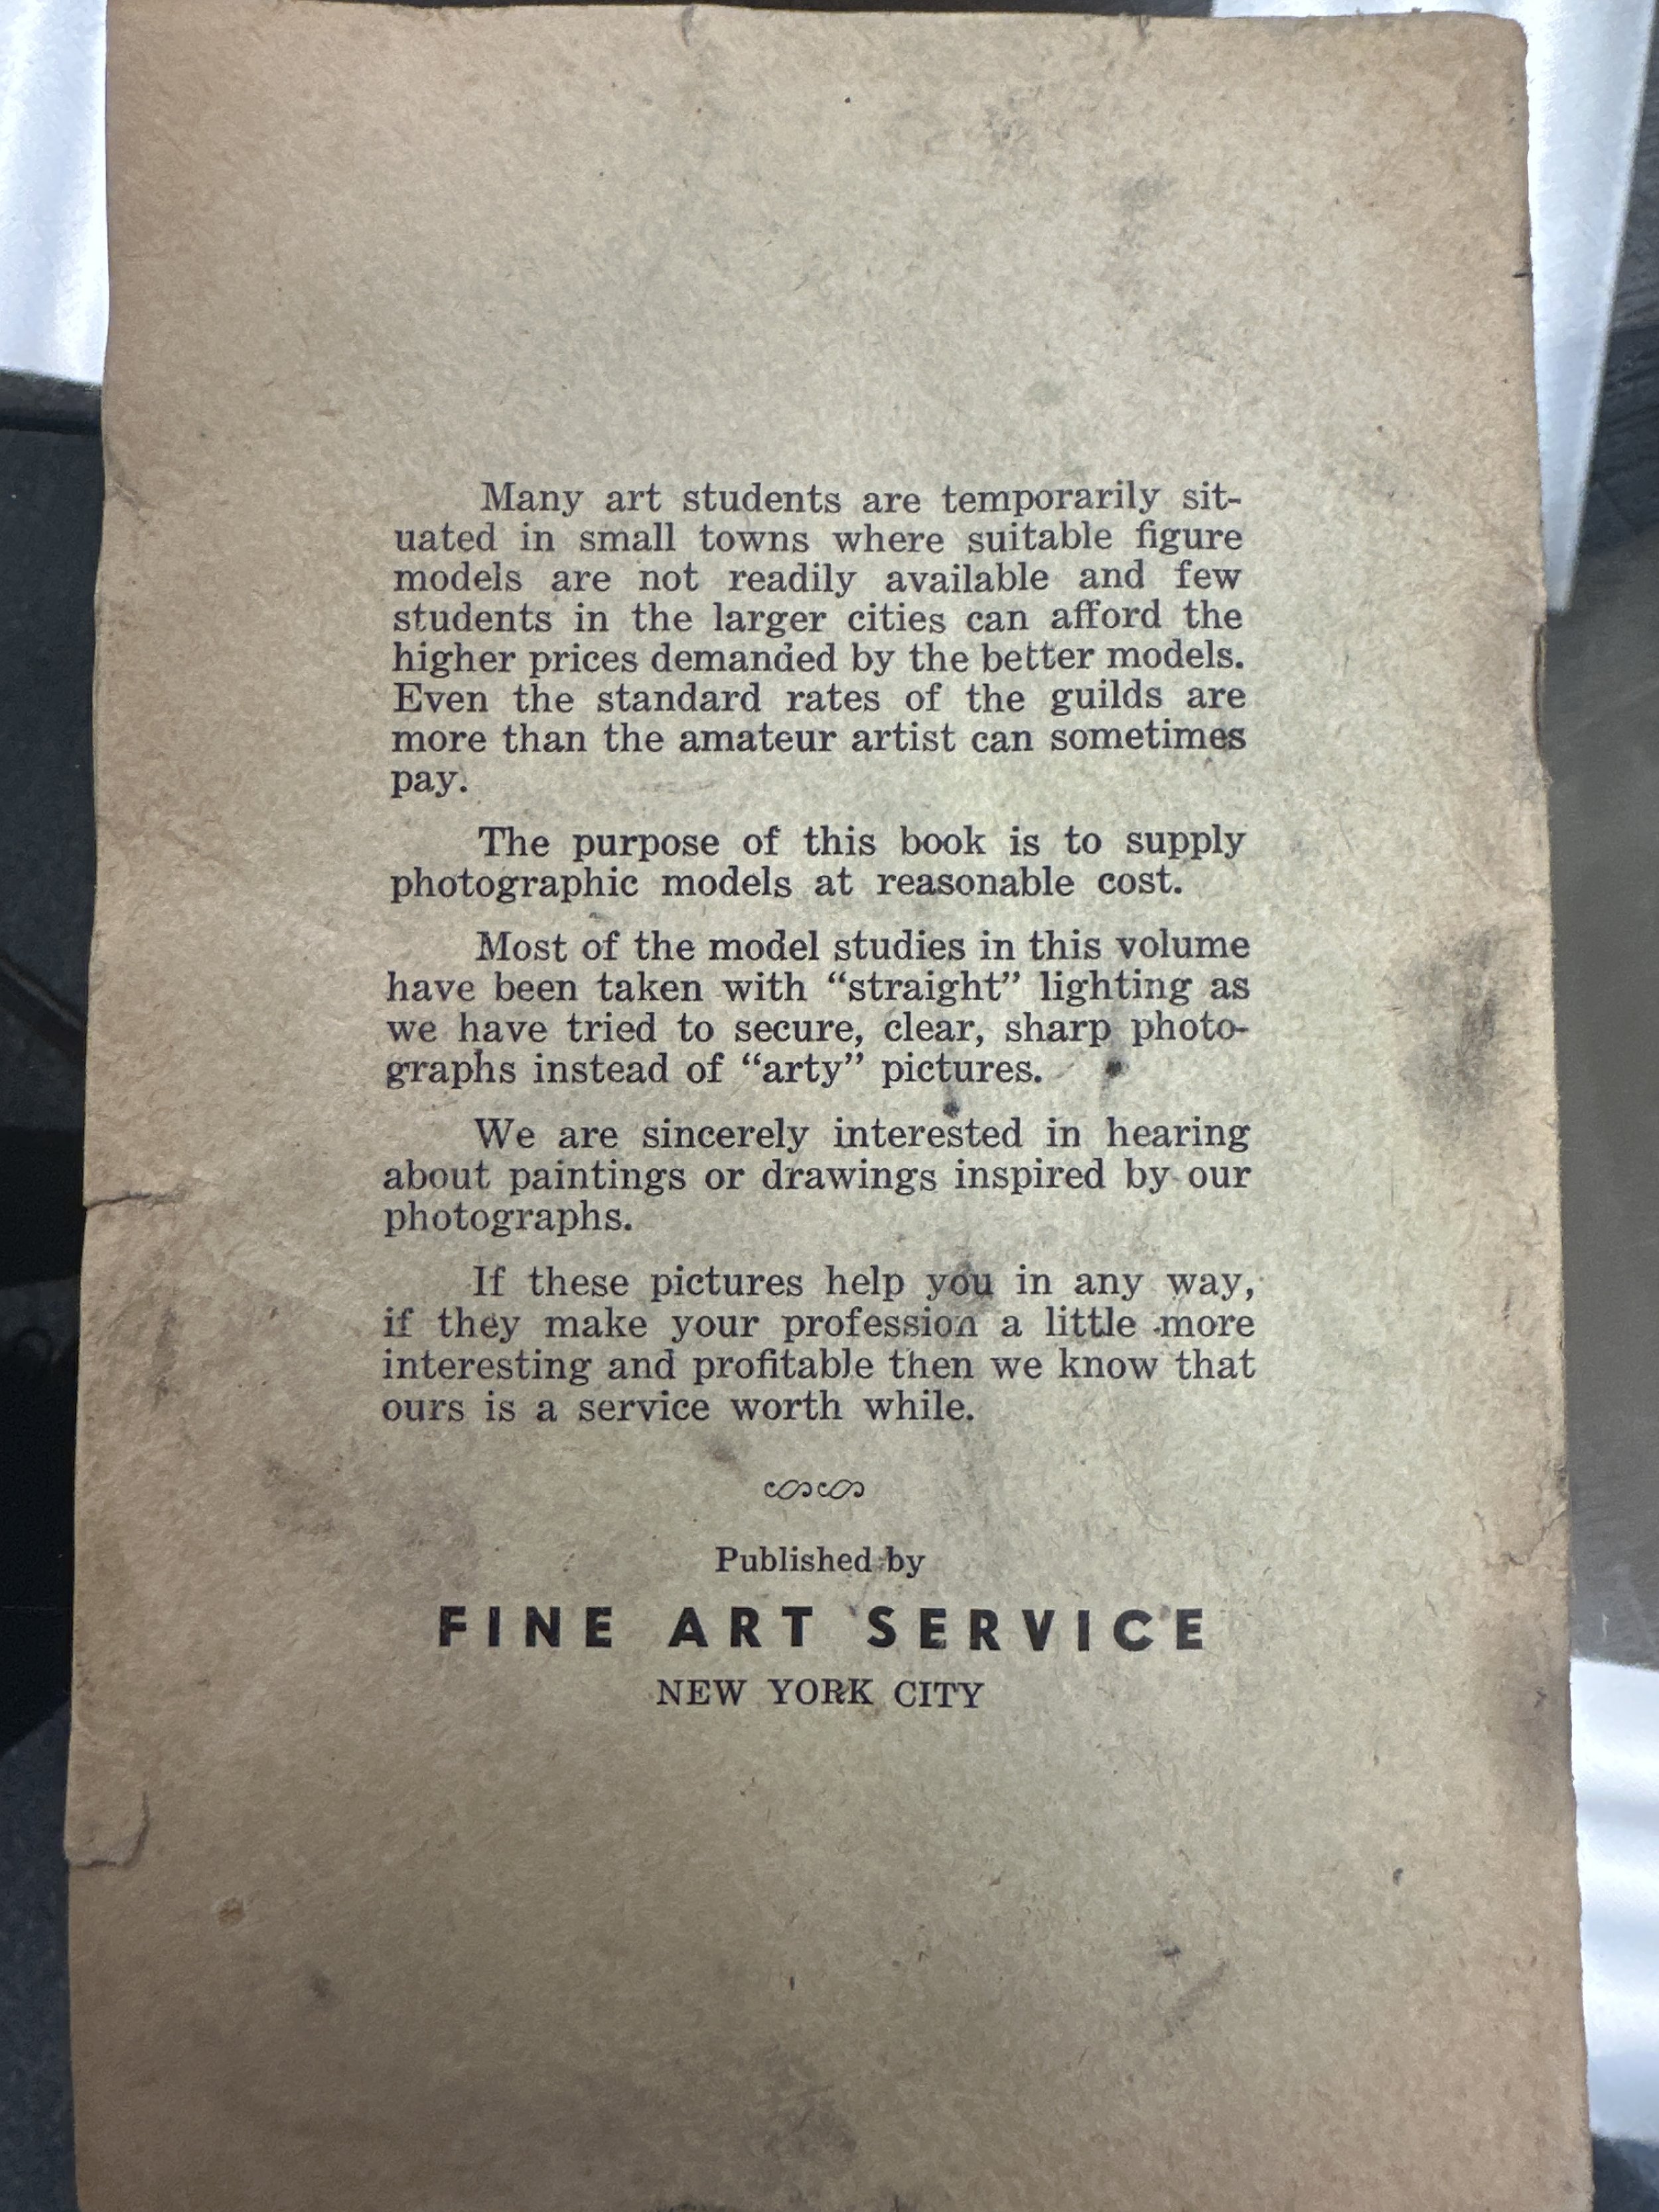 Many art students are temporarily sit-
uated in small towns where suitable figure
models are not readily available and few
students in the larger cities can afford the
higher prices demanded by the better models.
Even the standard rates of the guilds are
more than the amateur artist can sometimes
pay.
The purpose of this book is to supply
photographic models at reasonable cost.
Most of the model studies in this volume
have been taken with “straight” lighting as
we have tried to secure, clear, sharp photo-
graphs instead of “arty” pictures.
We are sincerely interested in hearing
about paintings or drawings inspired by our
photographs.
If these pictures help you in any way,
if they make your profession a little more
interesting and profitable then we know that
ours is a service worth while.
Published by
FINE ART SERVICE
NEW YORK CITY